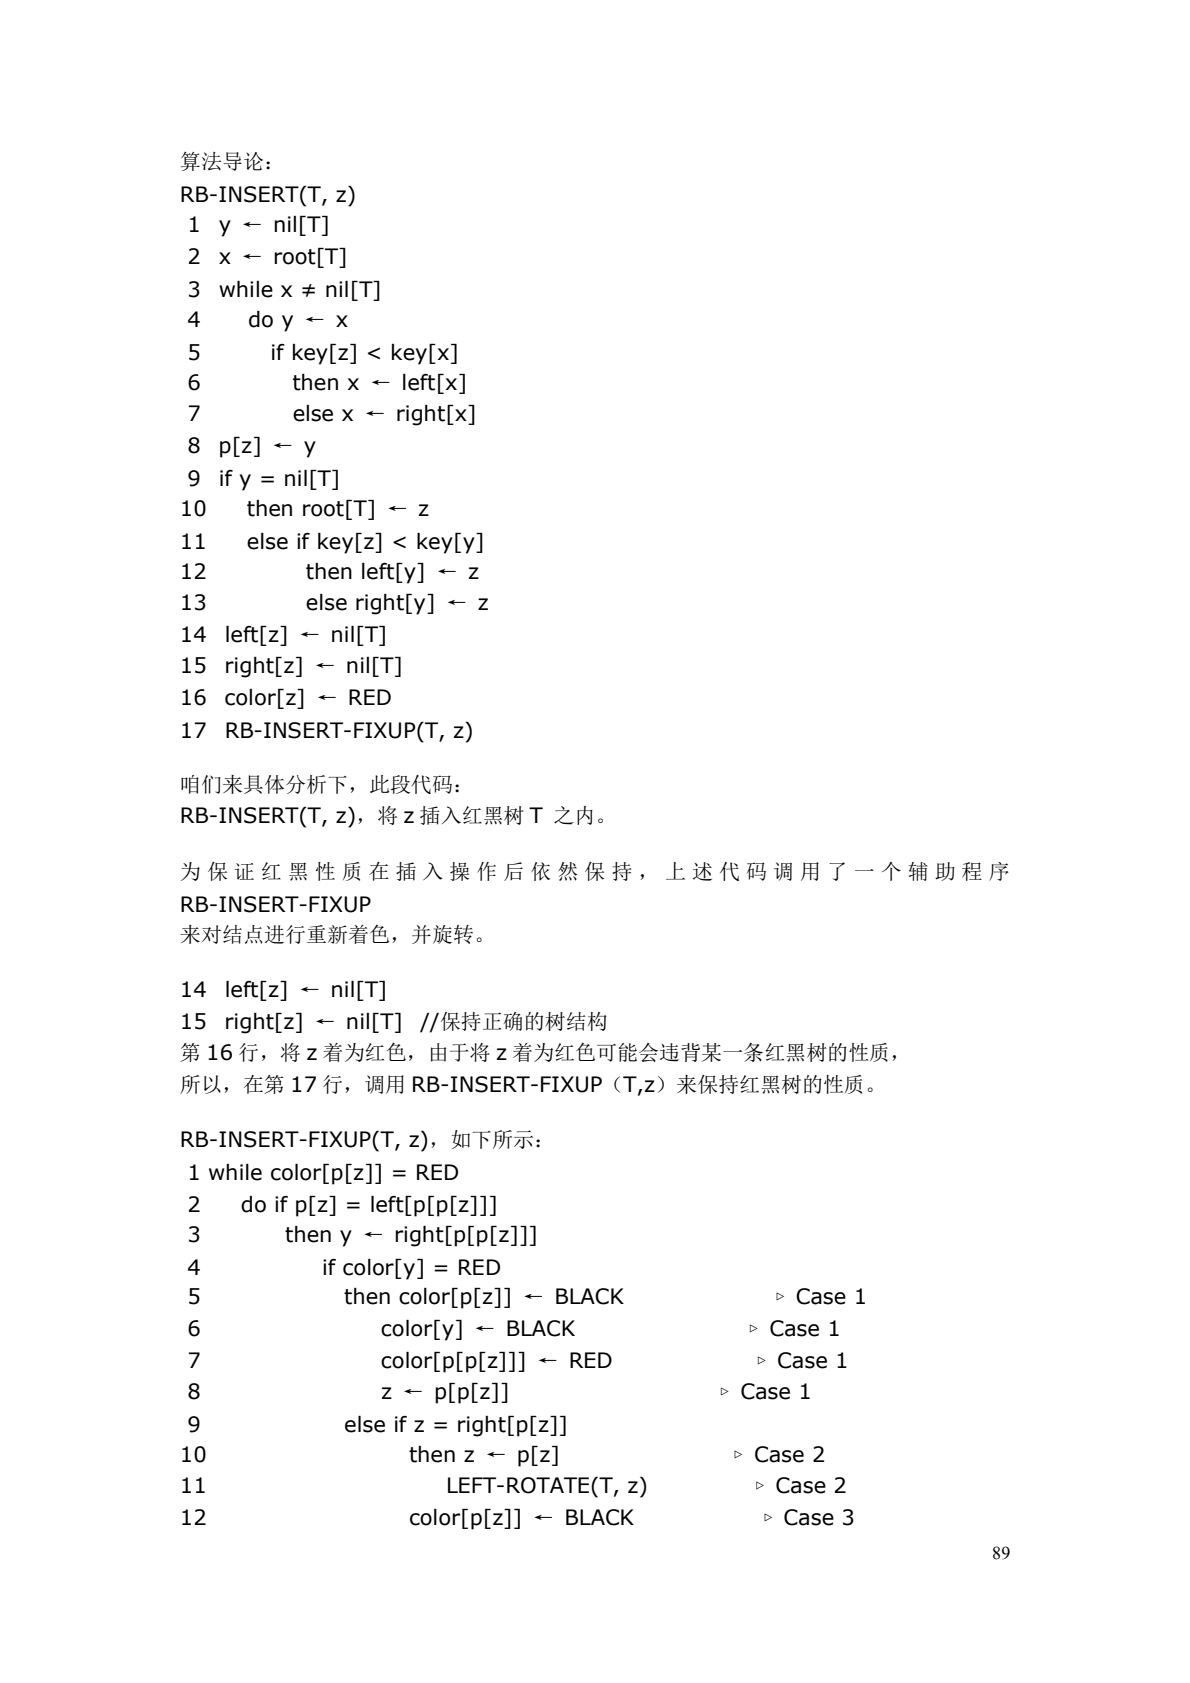 算法导论：
RB-INSERT(T, z)
1 y ← nil[T]
2 x ← root[T]
3 while x ≠ nil[T]
4 do y ← x
5 if key[z] < key[x]
6 then x ← left[x]
7 else x ← right[x]
8 p[z] ← y
9 if y = nil[T]
10 then root[T] ← z
11 else if key[z] < key[y]
12 then left[y] ← z
13 else right[y] ← z
14 left[z] ← nil[T]
15 right[z] ← nil[T]
16 color[z] ← RED
17 RB-INSERT-FIXUP(T, z)
咱们来具体分析下，此段代码：
RB-INSERT(T, z)，将 z 插入红黑树 T 之内。
为保证红黑性质在插入操作后依然保持，上述代码调用了一个辅助程序
RB-INSERT-FIXUP
来对结点进行重新着色，并旋转。
14 left[z] ← nil[T]
15 right[z] ← nil[T] //保持正确的树结构
第 16 行，将 z 着为红色，由于将 z 着为红色可能会违背某一条红黑树的性质，
所以，在第 17 行，调用 RB-INSERT-FIXUP（T,z）来保持红黑树的性质。
RB-INSERT-FIXUP(T, z)，如下所示：
1 while color[p[z]] = RED
2 do if p[z] = left[p[p[z]]]
3 then y ← right[p[p[z]]]
4 if color[y] = RED
5 then color[p[z]] ← BLACK ▹ Case 1
6 color[y] ← BLACK ▹ Case 1
7 color[p[p[z]]] ← RED ▹ Case 1
8 z ← p[p[z]] ▹ Case 1
9 else if z = right[p[z]]
10 then z ← p[z] ▹ Case 2
11 LEFT-ROTATE(T, z) ▹ Case 2
12 color[p[z]] ← BLACK ▹ Case 3
89